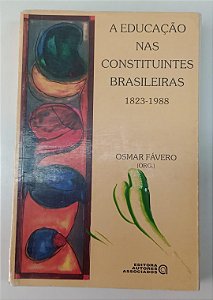 A EDUCAÇÃO
NAS
CONSTITUINTES
BRASILEIRAS
1823-1988
OSMAR FÁVERO
(ORG.)
EDITORA
AUTORES
ASSOCIADOS